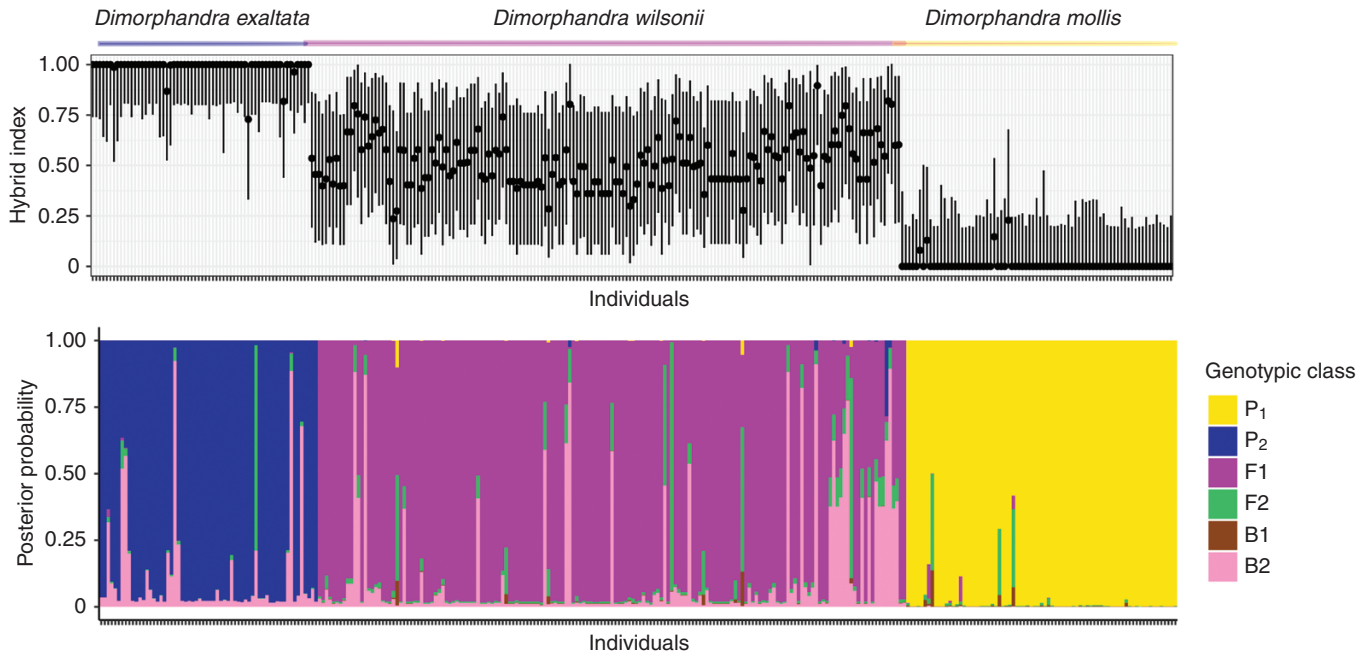 Dimorphandra exaltata
Dimorphandra wilsonii
Dimorphandra mollis
Hybrid index
1.00
0.75
0.50
0.25
0
Individuals
Posterior probability
1.00
0.75
0.50
0.25
0
Individuals
Genotypic class
P1
P2
F1
F2
B1
B2